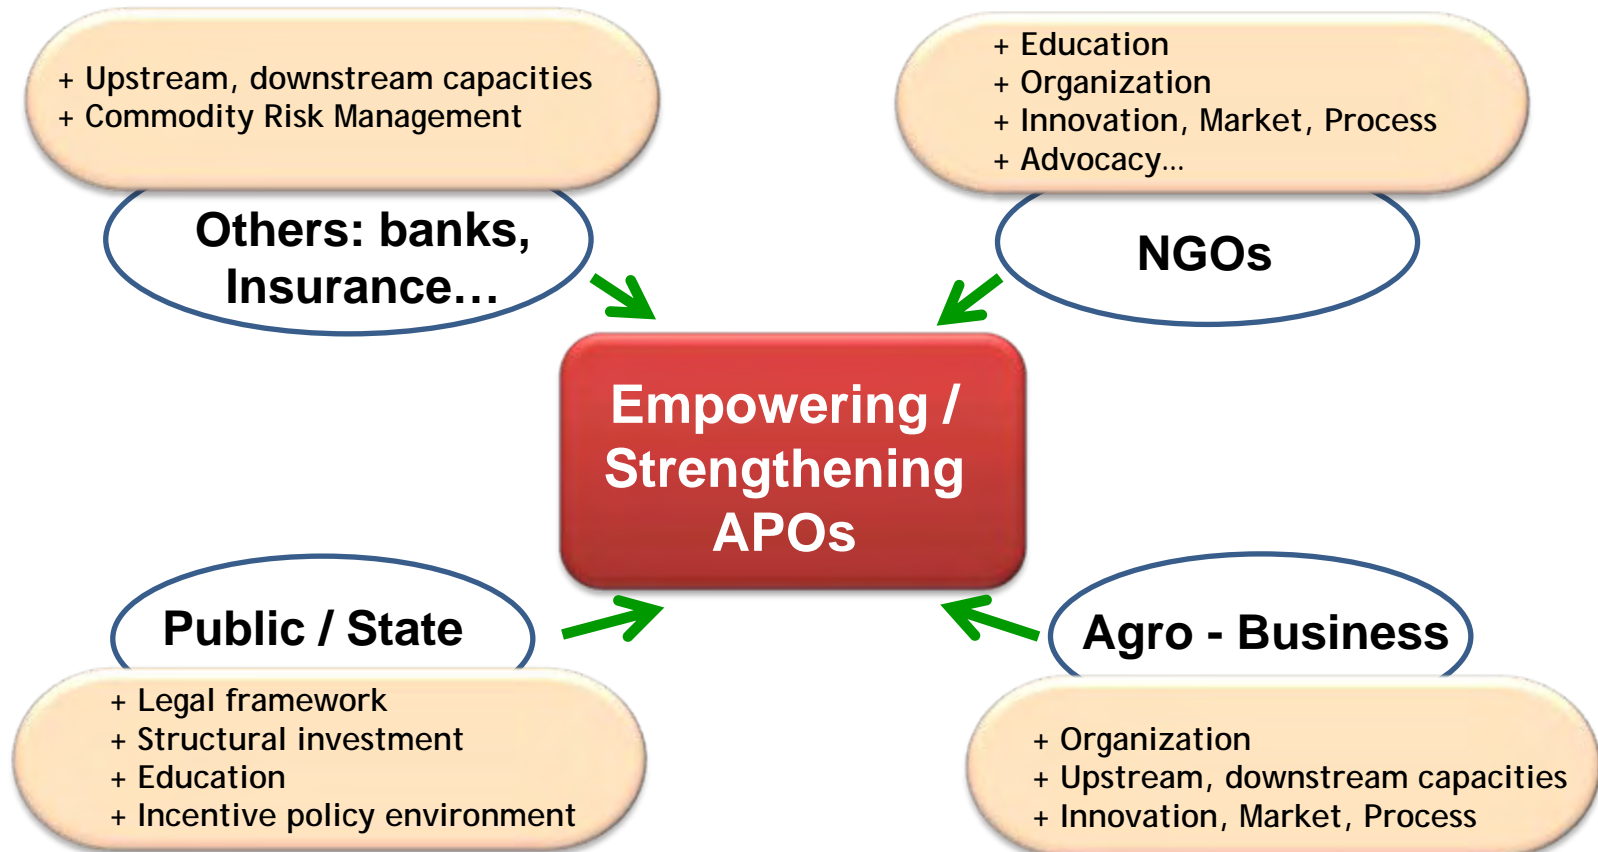 + Upstream, downstream capacities
+ Commodity Risk Management
Others: banks,
Insurance…
+ Education
+ Organization
+ Innovation, Market, Process
+ Advocacy…
NGOs
Empowering /
Strengthening
APOs
Public / State
+ Legal framework
+ Structural investment
+ Education
+ Incentive policy environment
Agro - Business
+ Organization
+ Upstream, downstream capacities
+ Innovation, Market, Process